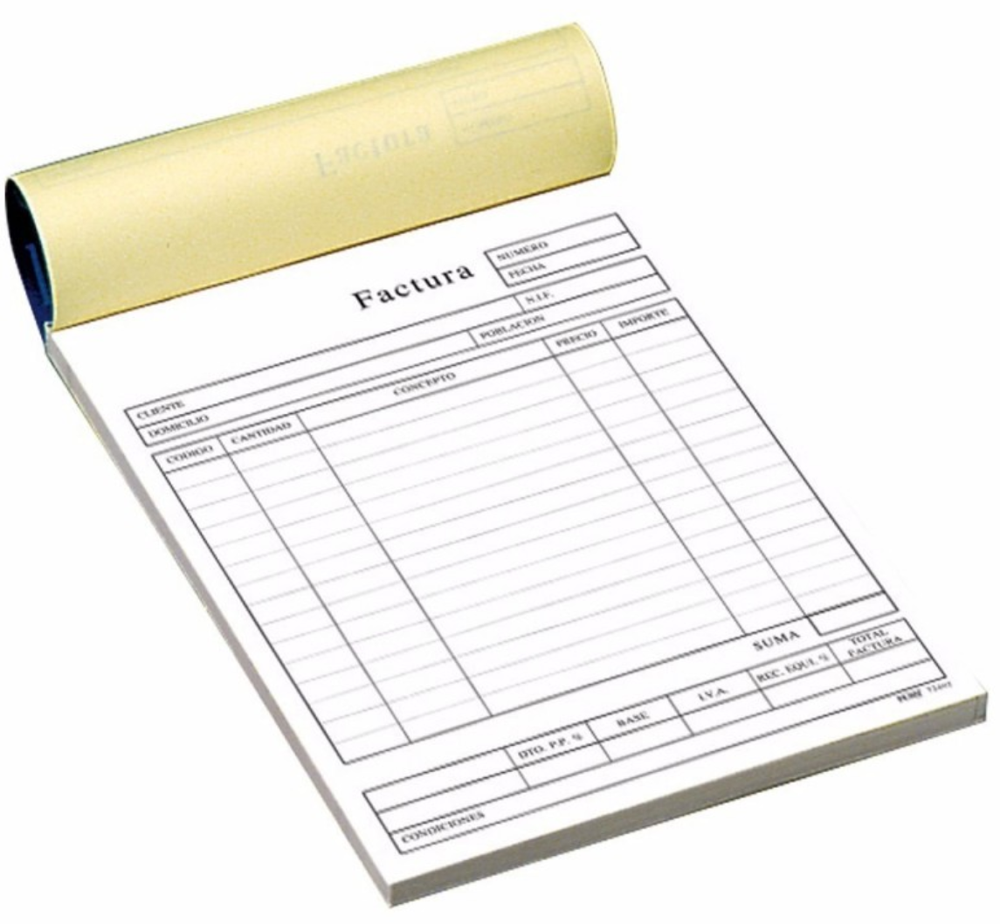 Factura
NUMERO
FECHA
CLIENTE N.I.F.
DOMICILIO POBLACION
CODIGO CANTIDAD CONCEPTO PRECIO IMPORTE
SUMA
DTO. P.P. % BASE I.V.A. REC. EQUI. % TOTAL FACTURA
CONDICIONES
Factura